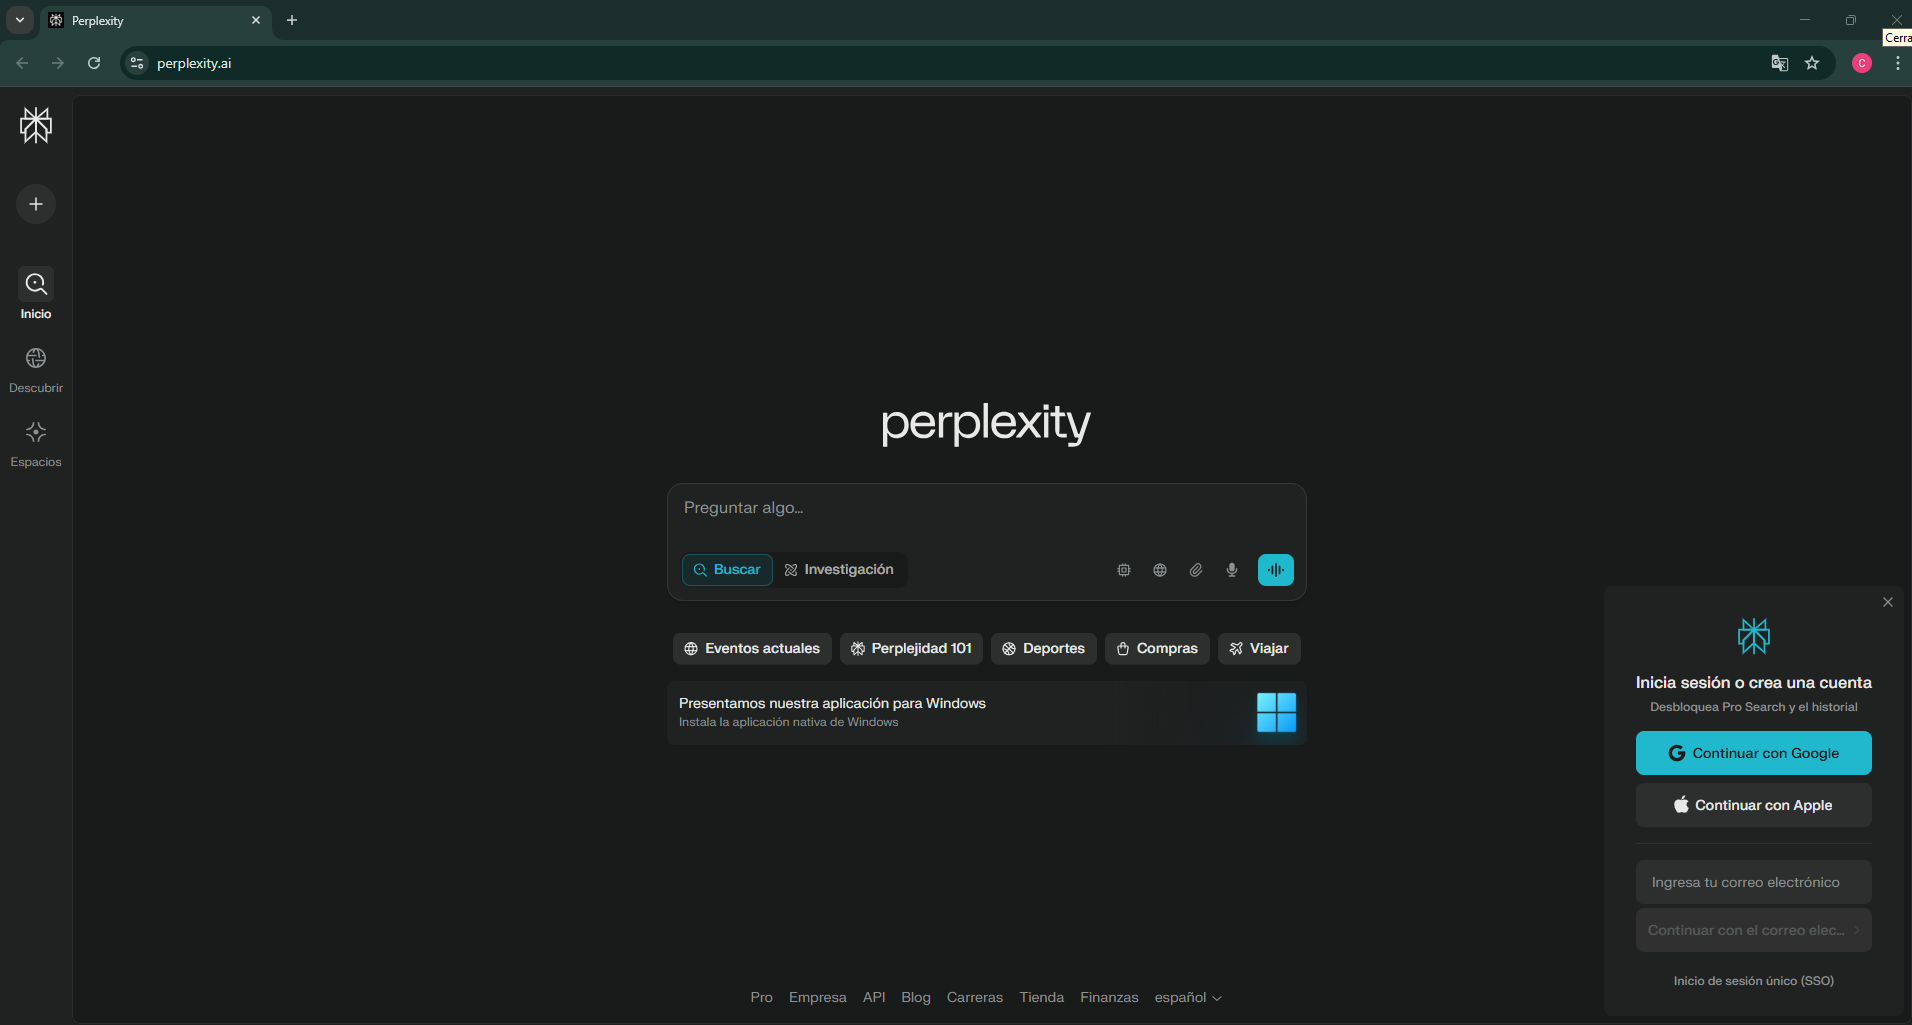 Perplexity
Cerra
perplexity.ai
C
Inicio
Descubrir
Espacios
perplexity
Preguntar algo...
Buscar
Investigación
Eventos actuales
Perplejidad 101
Deportes
Compras
Viajar
Presentamos nuestra aplicación para Windows
Instala la aplicación nativa de Windows
Inicia sesión o crea una cuenta
Desbloquea Pro Search y el historial
Continuar con Google
Continuar con Apple
Ingresa tu correo electrónico
Continuar con el correo elec...
Inicio de sesión único (SSO)
Pro Empresa API Blog Carreras Tienda Finanzas español